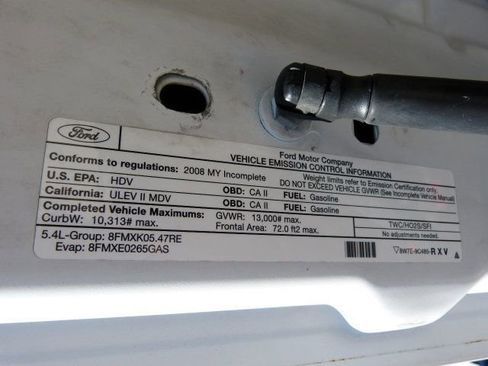 Ford
Ford Motor Company
VEHICLE EMISSION CONTROL INFORMATION
Conforms to regulations: 2008 MY Incomplete
Weight limits refer to Emission Certification only.
DO NOT EXCEED VEHICLE GVWR (See Incomplete Vehicle Manual)
U.S. EPA: HDV OBD: CA II FUEL: Gasoline
California: ULEV II MDV OBD: CA II FUEL: Gasoline
Completed Vehicle Maximums: GVWR: 13,000# max.
CurbW: 10,313# max. Frontal Area: 72.0 ft2 max.
TWC/HO2S/SFI
No adjustments needed.
5.4L-Group: 8FMXK05.47RE
Evap: 8FMXE0265GAS
8W7E-9C485-RXV